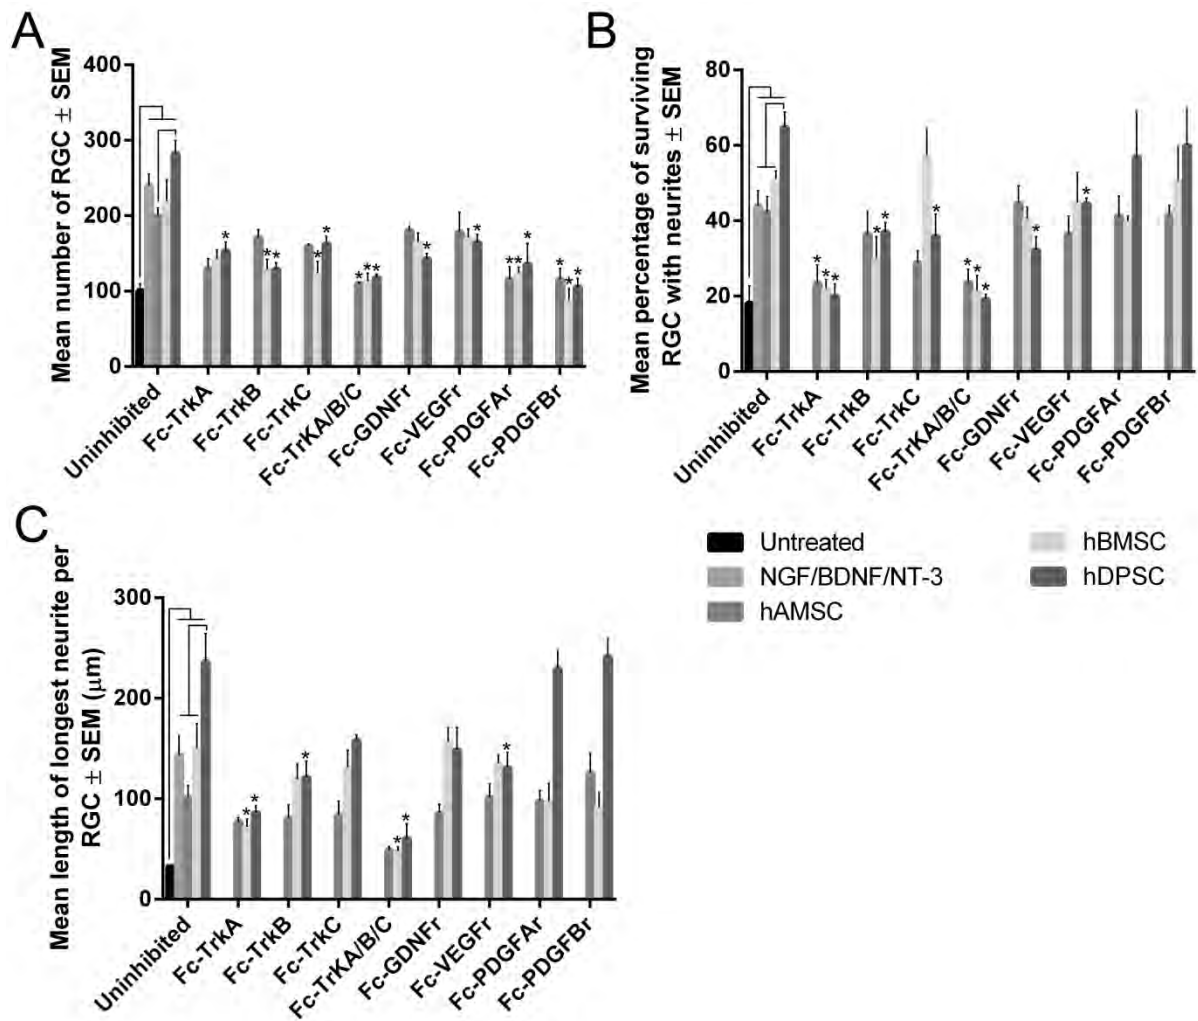 A
Mean number of RGC ± SEM
400
300
200
100
0
* * * * * * * * * * * * * * * * *
Uninhibited
Fc-TrkA
Fc-TrkB
Fc-TrkC
Fc-TrKA/B/C
Fc-GDNFr
Fc-VEGFr
Fc-PDGFAr
Fc-PDGFBr
B
Mean percentage of surviving
RGC with neurites ± SEM
80
60
40
20
0
* * * * * * * * * * *
Uninhibited
Fc-TrkA
Fc-TrkB
Fc-TrkC
Fc-TrKA/B/C
Fc-GDNFr
Fc-VEGFr
Fc-PDGFAr
Fc-PDGFBr
C
Mean length of longest neurite per
RGC ± SEM (μm)
300
200
100
0
* * * * * *
Uninhibited
Fc-TrkA
Fc-TrkB
Fc-TrkC
Fc-TrKA/B/C
Fc-GDNFr
Fc-VEGFr
Fc-PDGFAr
Fc-PDGFBr
Untreated
NGF/BDNF/NT-3
hAMSC
hBMSC
hDPSC